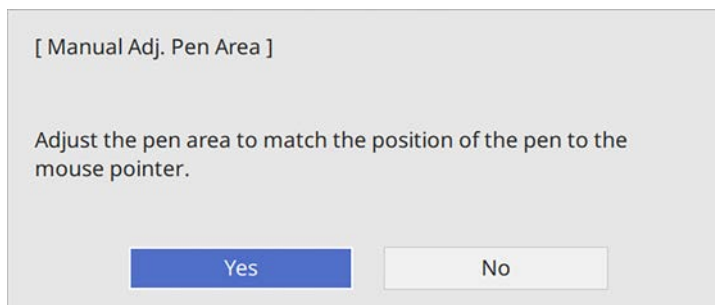 [ Manual Adj. Pen Area ]
Adjust the pen area to match the position of the pen to the
mouse pointer.
Yes
No